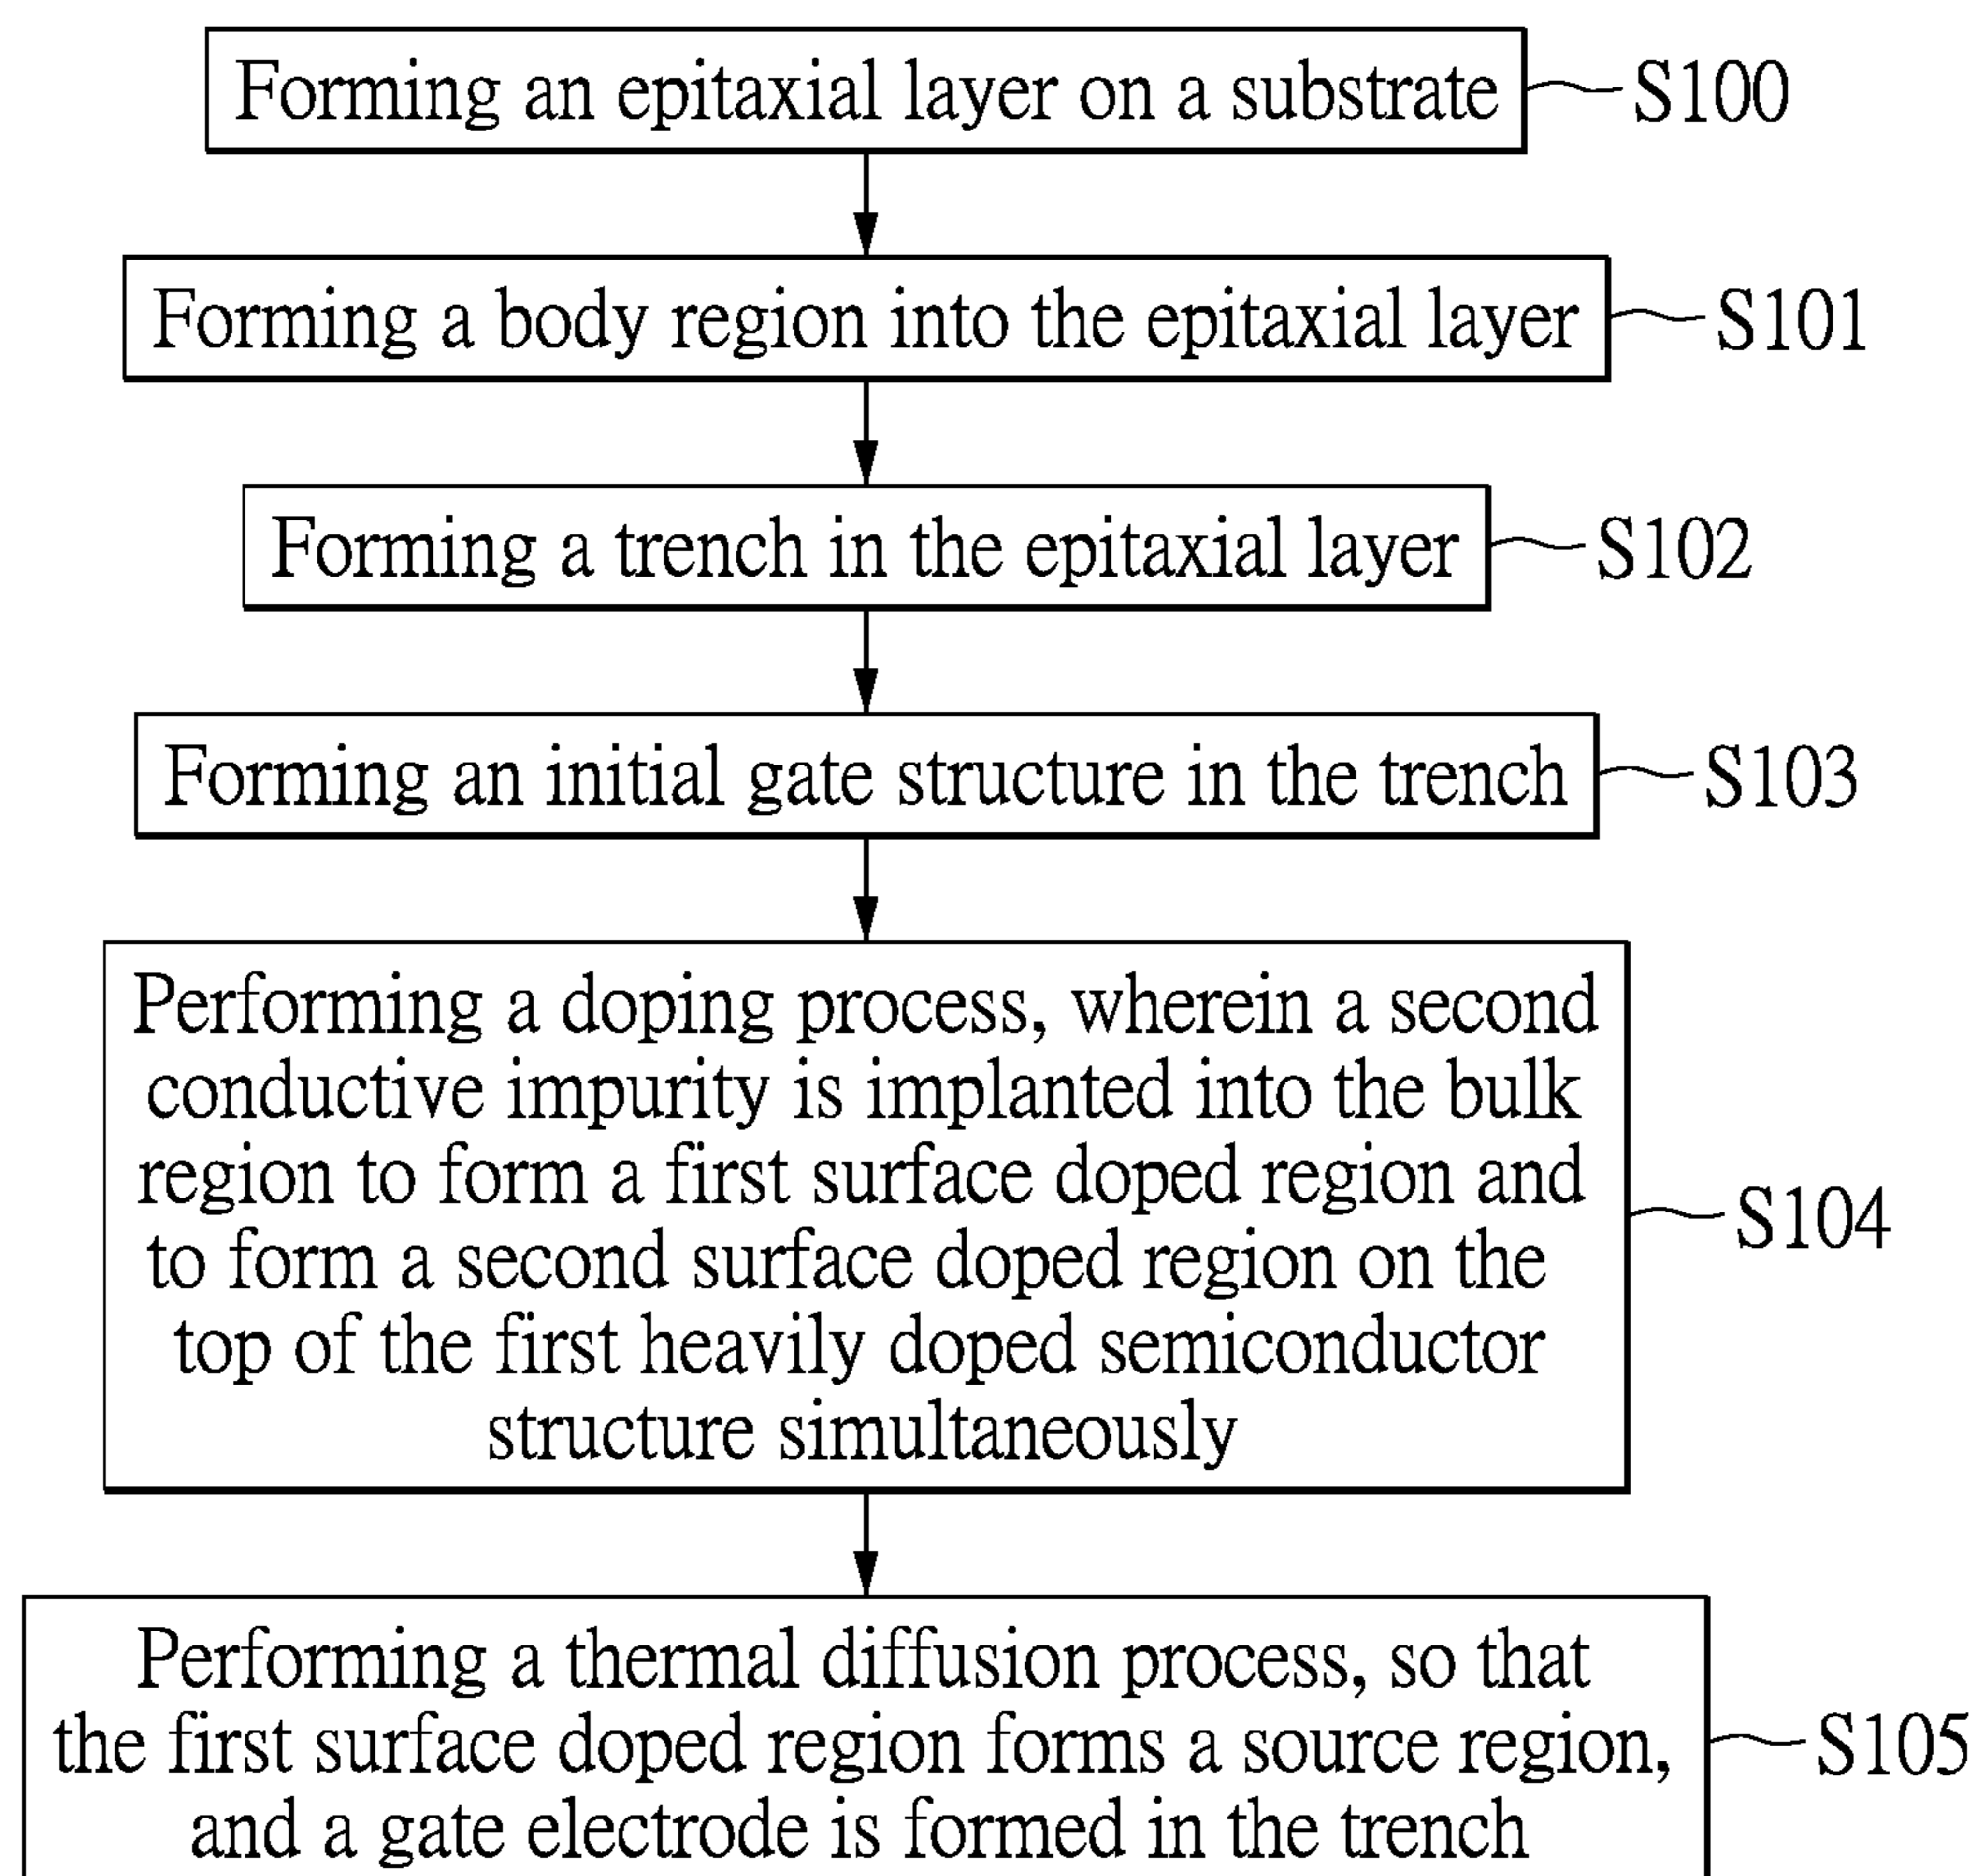 Forming an epitaxial layer on a substrate
S100
Forming a body region into the epitaxial layer
S101
Forming a trench in the epitaxial layer
S102
Forming an initial gate structure in the trench
S103
Performing a doping process, wherein a second
conductive impurity is implanted into the bulk
region to form a first surface doped region and
to form a second surface doped region on the
top of the first heavily doped semiconductor
structure simultaneously
S104
Performing a thermal diffusion process, so that
the first surface doped region forms a source region,
and a gate electrode is formed in the trench
S105